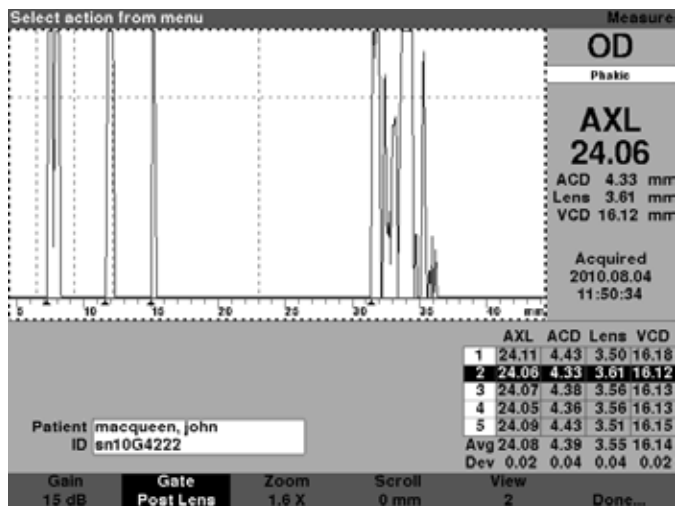 Select action from menu
Measure
OD
Phakic
AXL
24.06
ACD 4.33 mm
Lens 3.61 mm
VCD 16.12 mm
Acquired
2010.08.04
11:50:34
5 10 15 20 25 30 35 40 mm
AXL ACD Lens VCD
1 24.11 4.43 3.50 16.18
2 24.06 4.33 3.61 16.12
3 24.07 4.38 3.56 16.13
4 24.05 4.36 3.56 16.13
5 24.09 4.43 3.51 16.15
Avg 24.08 4.39 3.55 16.14
Dev 0.02 0.04 0.04 0.02
Patient macqueen, john
ID sn10G4222
Gain Gate Zoom Scroll View
15 dB Post Lens 1.6 X 0 mm 2 Done...